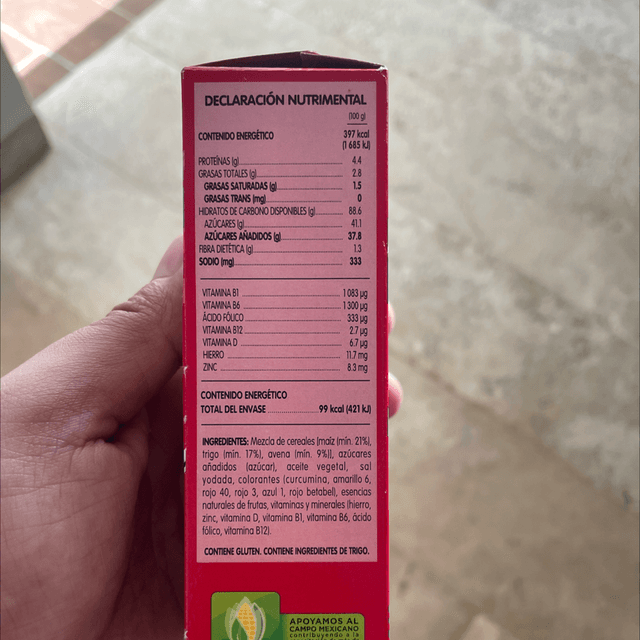 DECLARACIÓN NUTRIMENTAL
(100 g)
CONTENIDO ENERGÉTICO 397 kcal
(1 685 kJ)
PROTEÍNAS (g) 4.4
GRASAS TOTALES (g) 2.8
GRASAS SATURADAS (g) 1.5
GRASAS TRANS (mg) 0
HIDRATOS DE CARBONO DISPONIBLES (g) 88.6
AZÚCARES (g) 41.1
AZÚCARES AÑADIDOS (g) 37.8
FIBRA DIETÉTICA (g) 1.3
SODIO (mg) 333
VITAMINA B1 1 083 µg
VITAMINA B6 1 300 µg
ÁCIDO FÓLICO 333 µg
VITAMINA B12 2.7 µg
VITAMINA D 6.7 µg
HIERRO 11.7 mg
ZINC 8.3 mg
CONTENIDO ENERGÉTICO
TOTAL DEL ENVASE 99 kcal (421 kJ)
INGREDIENTES: Mezcla de cereales [maíz (mín. 21%),
trigo (mín. 17%), avena (mín. 9%)], azúcares
añadidos (azúcar), aceite vegetal, sal
yodada, colorantes (curcumina, amarillo 6,
rojo 40, rojo 3, azul 1, rojo betabel), esencias
naturales de frutas, vitaminas y minerales (hierro,
zinc, vitamina D, vitamina B1, vitamina B6, ácido
fólico, vitamina B12).
CONTIENE GLUTEN. CONTIENE INGREDIENTES DE TRIGO.
APOYAMOS AL
CAMPO MEXICANO
contribuyendo a la